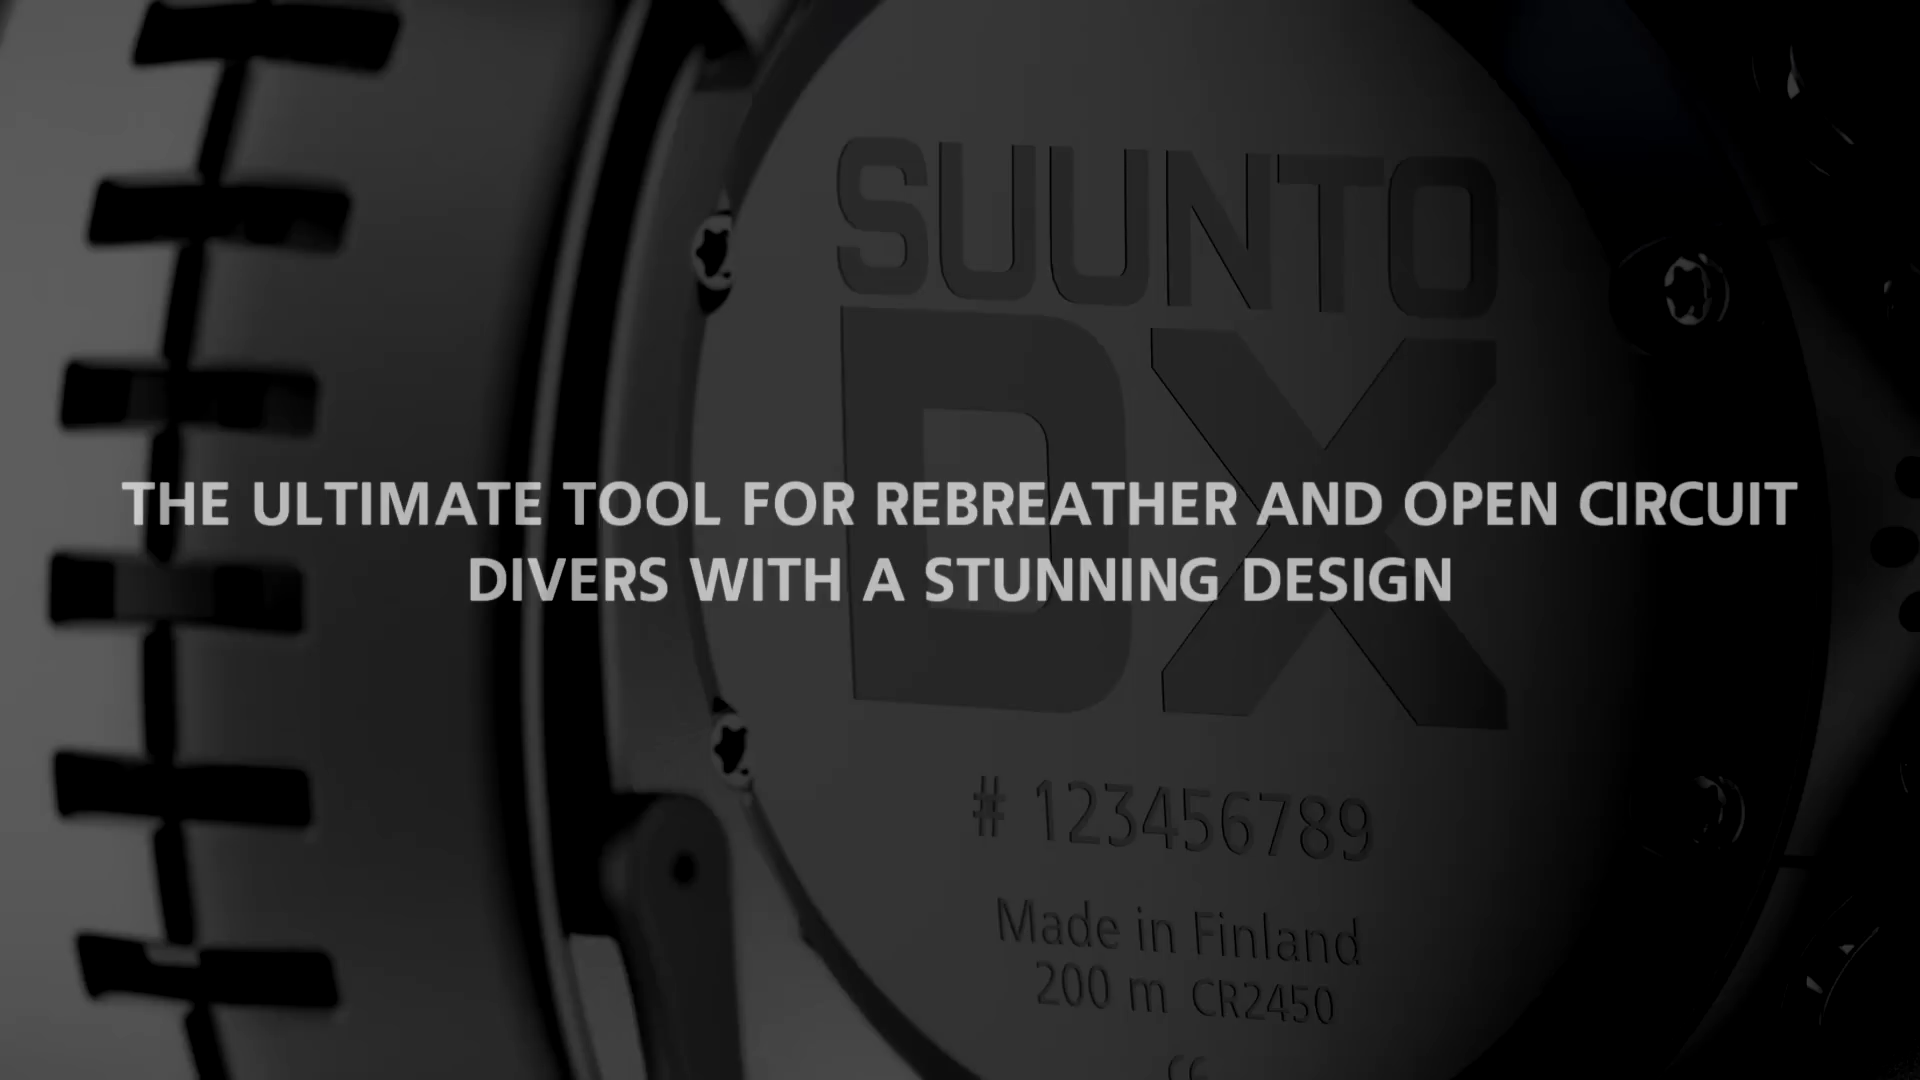 SUUNTO
DX
THE ULTIMATE TOOL FOR REBREATHER AND OPEN CIRCUIT
DIVERS WITH A STUNNING DESIGN
# 123456789
Made in Finland
200 m CR2450
CE